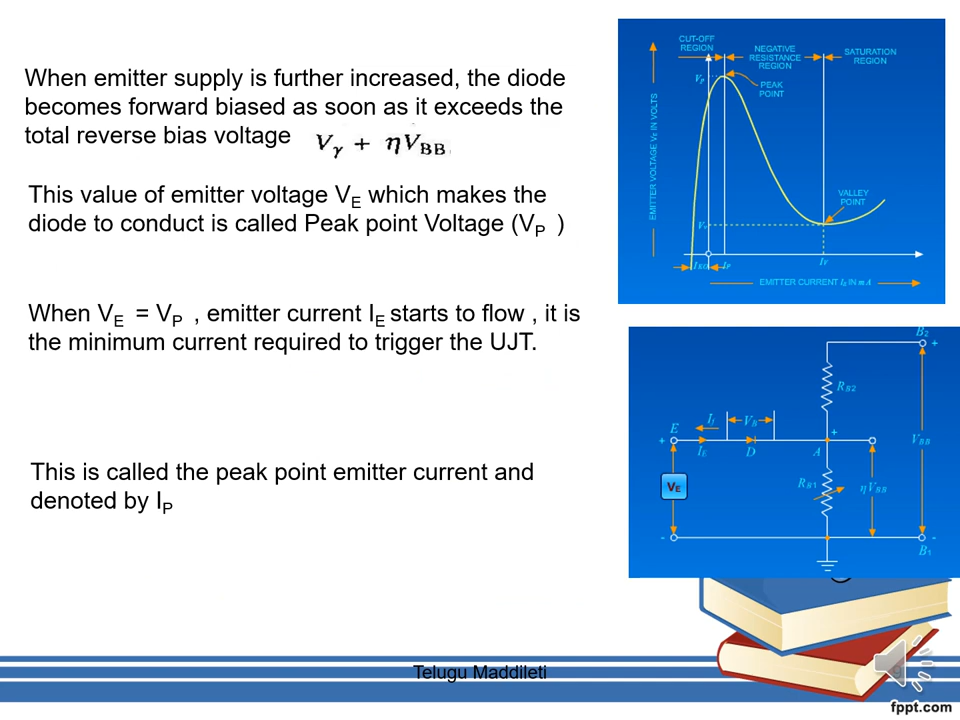 When emitter supply is further increased, the diode
becomes forward biased as soon as it exceeds the
total reverse bias voltage Vγ + ηVBB
This value of emitter voltage VE which makes the
diode to conduct is called Peak point Voltage (VP )
When VE = VP , emitter current IE starts to flow , it is
the minimum current required to trigger the UJT.
This is called the peak point emitter current and
denoted by IP
CUT-OFF
REGION
NEGATIVE
RESISTANCE
REGION
SATURATION
REGION
VP
PEAK
POINT
EMITTER VOLTAGE VE IN VOLTS
VALLEY
POINT
IEO
IP
IV
EMITTER CURRENT IE IN mA
B2
+
RB2
VB
E
+
IE
D
A
+
VBB
VE
RB1
ηVBB
-
-
B1
Telugu Maddileti
9
fppt.com